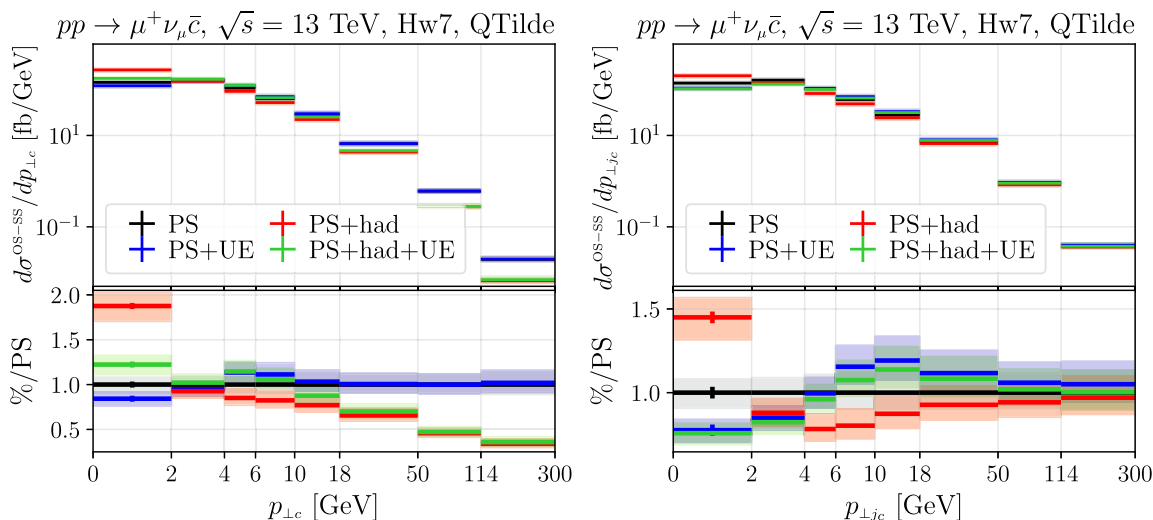 pp → μ⁺ν_μ c̄, √s = 13 TeV, Hw7, QTilde
dσ^{OS−SS}/dp_{⊥c} [fb/GeV]
10¹
10⁻¹
PS
PS+had
PS+UE
PS+had+UE
%/PS
2.0
1.5
1.0
0.5
0 2 4 6 10 18 50 114 300
p_{⊥c} [GeV]
pp → μ⁺ν_μ c̄, √s = 13 TeV, Hw7, QTilde
dσ^{OS−SS}/dp_{⊥j_c} [fb/GeV]
10¹
10⁻¹
PS
PS+had
PS+UE
PS+had+UE
%/PS
1.5
1.0
0 2 4 6 10 18 50 114 300
p_{⊥j_c} [GeV]